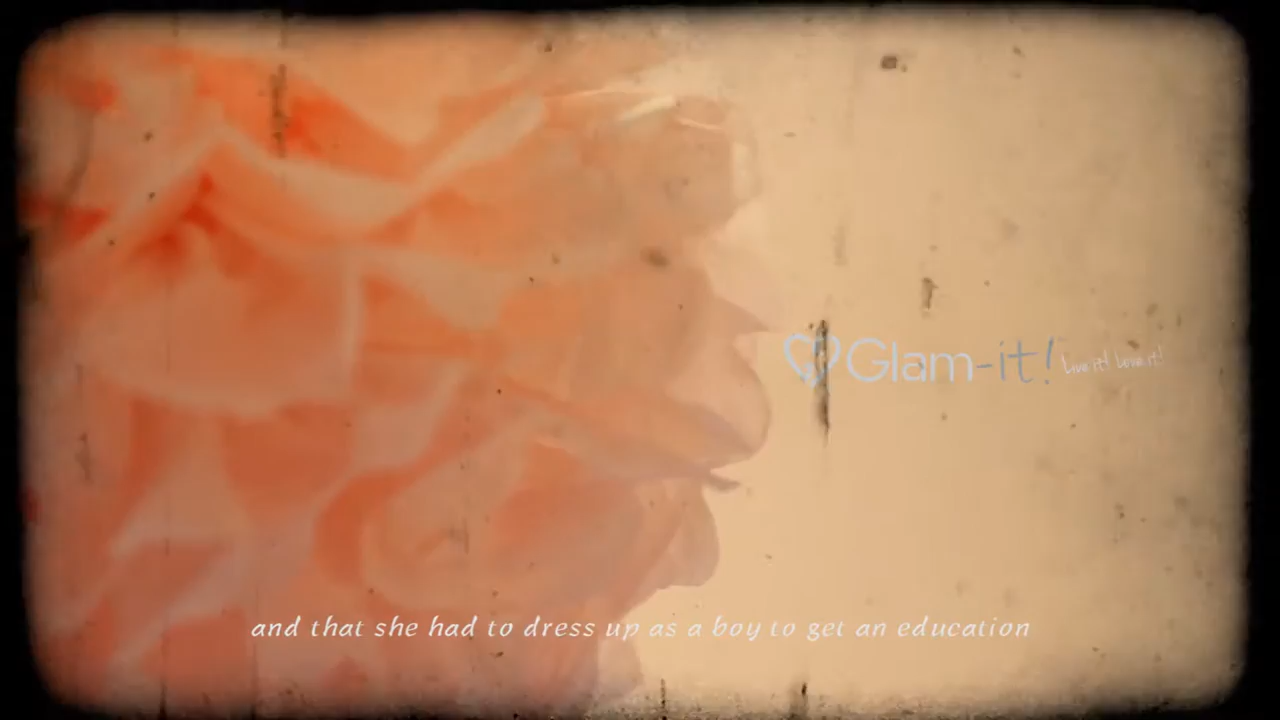 Glam-it! Live it! Love it!
and that she had to dress up as a boy to get an education